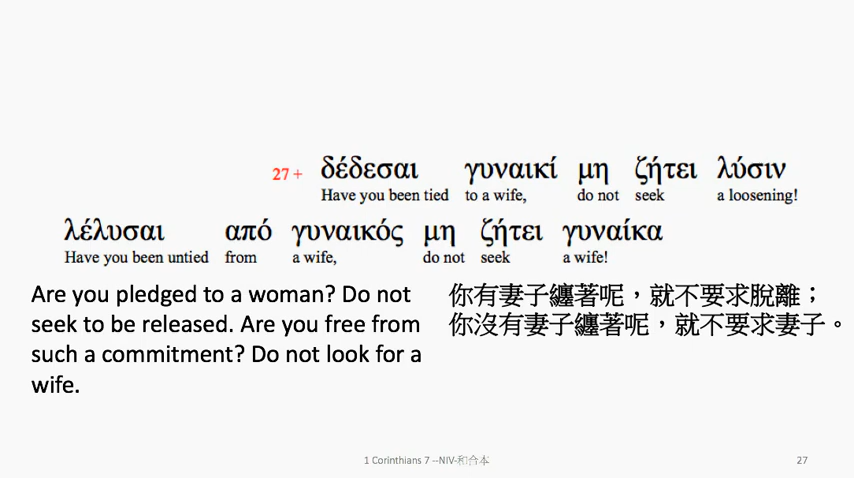 27 + δέδεσαι γυναικί μη ζήτει λύσιν
Have you been tied to a wife, do not seek a loosening!
λέλυσαι από γυναικός μη ζήτει γυναίκα
Have you been untied from a wife, do not seek a wife!
Are you pledged to a woman? Do not
seek to be released. Are you free from
such a commitment? Do not look for a
wife.
你有妻子纏著呢，就不要求脫離；
你沒有妻子纏著呢，就不要求妻子。
1 Corinthians 7 --NIV-和合本
27